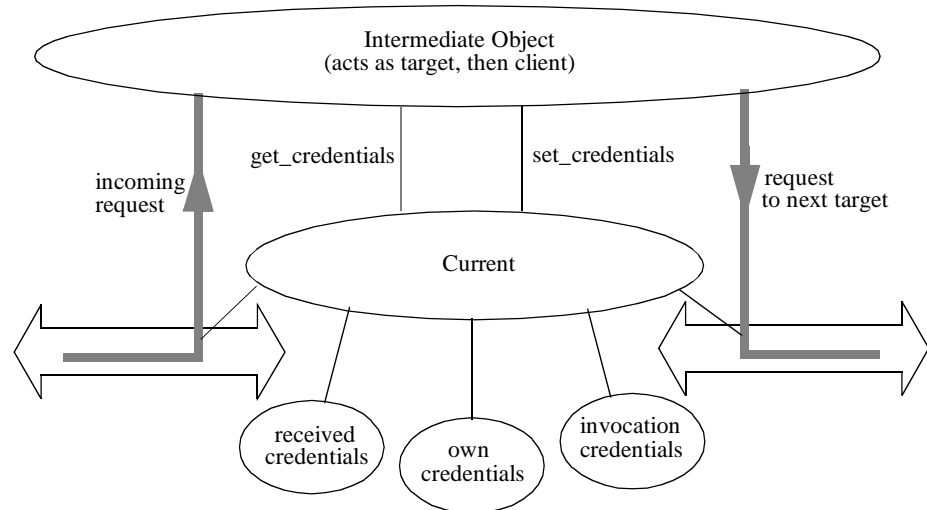 Intermediate Object
(acts as target, then client)
get_credentials
set_credentials
incoming
request
request
to next target
Current
received
credentials
own
credentials
invocation
credentials